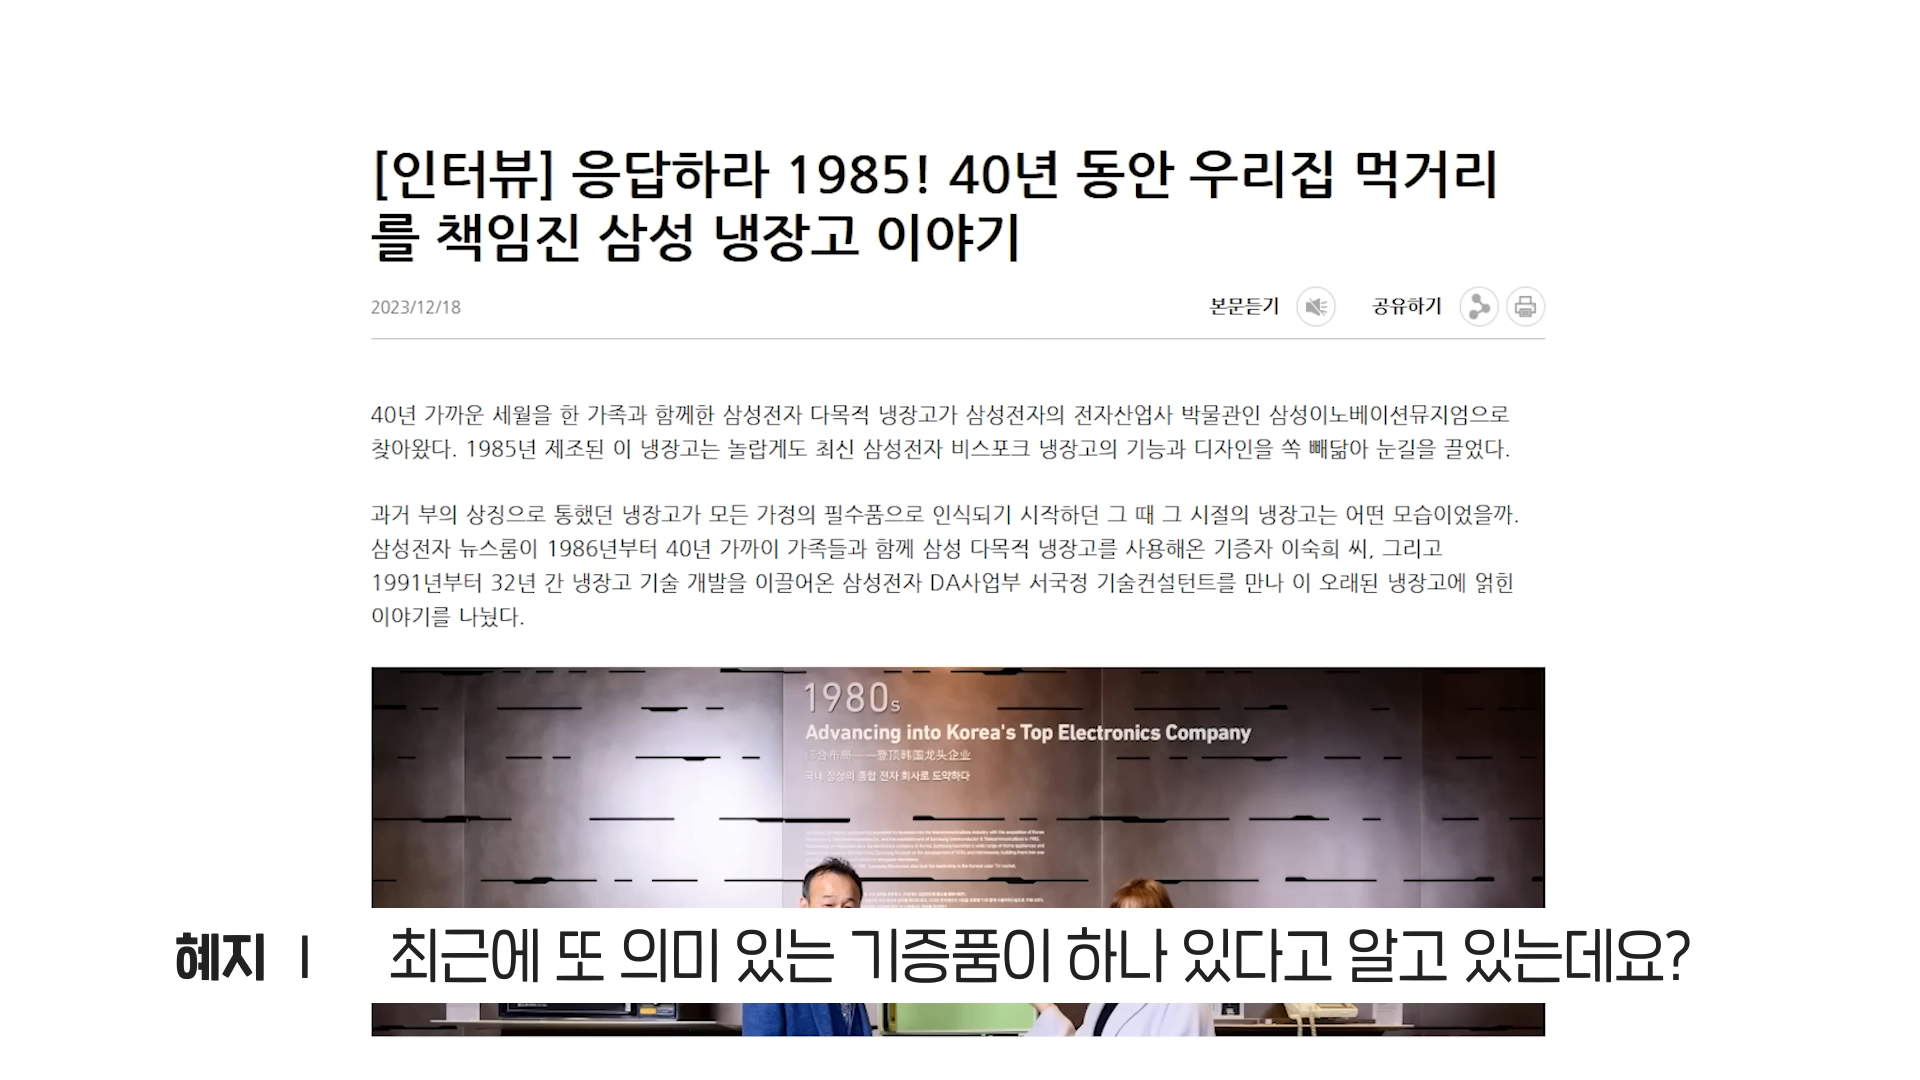 [인터뷰] 응답하라 1985! 40년 동안 우리집 먹거리
를 책임진 삼성 냉장고 이야기
2023/12/18
본문듣기
공유하기
40년 가까운 세월을 한 가족과 함께한 삼성전자 다목적 냉장고가 삼성전자의 전자산업사 박물관인 삼성이노베이션뮤지엄으로
찾아왔다. 1985년 제조된 이 냉장고는 놀랍게도 최신 삼성전자 비스포크 냉장고의 기능과 디자인을 쏙 빼닮아 눈길을 끌었다.
과거 부의 상징으로 통했던 냉장고가 모든 가정의 필수품으로 인식되기 시작하던 그 때 그 시절의 냉장고는 어떤 모습이었을까.
삼성전자 뉴스룸이 1986년부터 40년 가까이 가족들과 함께 삼성 다목적 냉장고를 사용해온 기증자 이숙희 씨, 그리고
1991년부터 32년 간 냉장고 기술 개발을 이끌어온 삼성전자 DA사업부 서국정 기술컨설턴트를 만나 이 오래된 냉장고에 얽힌
이야기를 나눴다.
1980s
Advancing into Korea's Top Electronics Company
登顶韩国龙头企业
국내 정상의 종합 전자 회사로 도약하다
혜지 | 최근에 또 의미 있는 기증품이 하나 있다고 알고 있는데요?